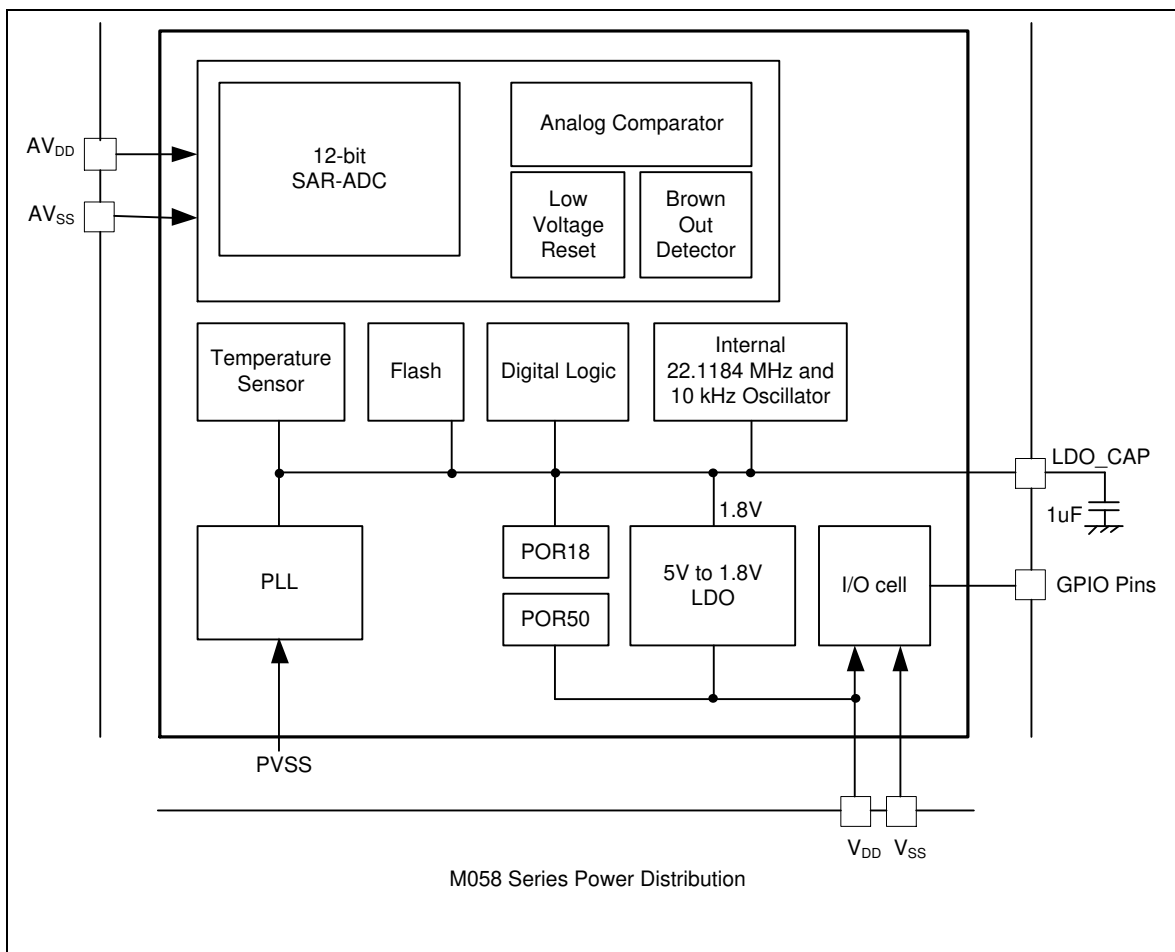 AVDD
AVSS
12-bit
SAR-ADC
Analog Comparator
Low
Voltage
Reset
Brown
Out
Detector
Temperature
Sensor
Flash
Digital Logic
Internal
22.1184 MHz and
10 kHz Oscillator
LDO_CAP
1uF
1.8V
PLL
POR18
POR50
5V to 1.8V
LDO
I/O cell
GPIO Pins
PVSS
VDD
VSS
M058 Series Power Distribution